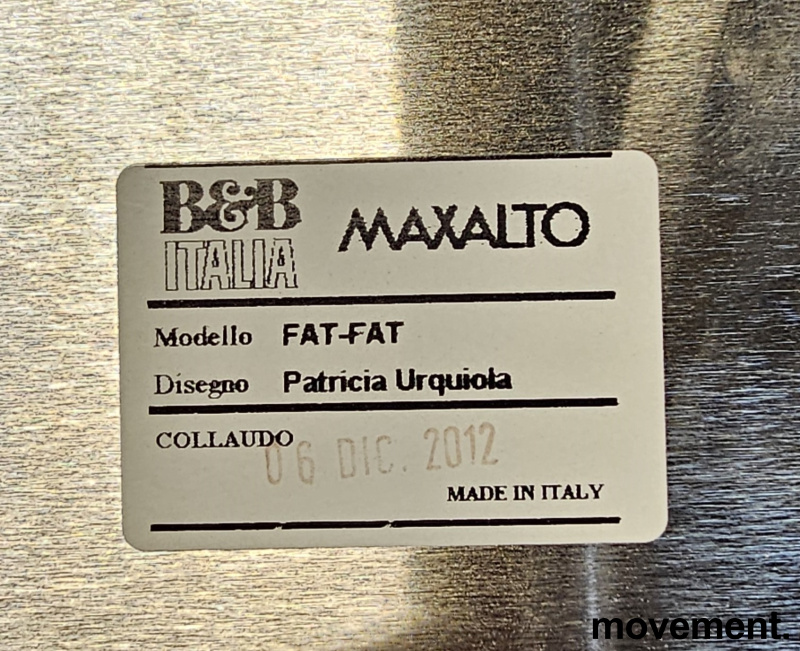 B&B ITALIA MAXALTO
Modello FAT-FAT
Disegno Patricia Urquiola
COLLAUDO
06 DIC. 2012
MADE IN ITALY
movement.